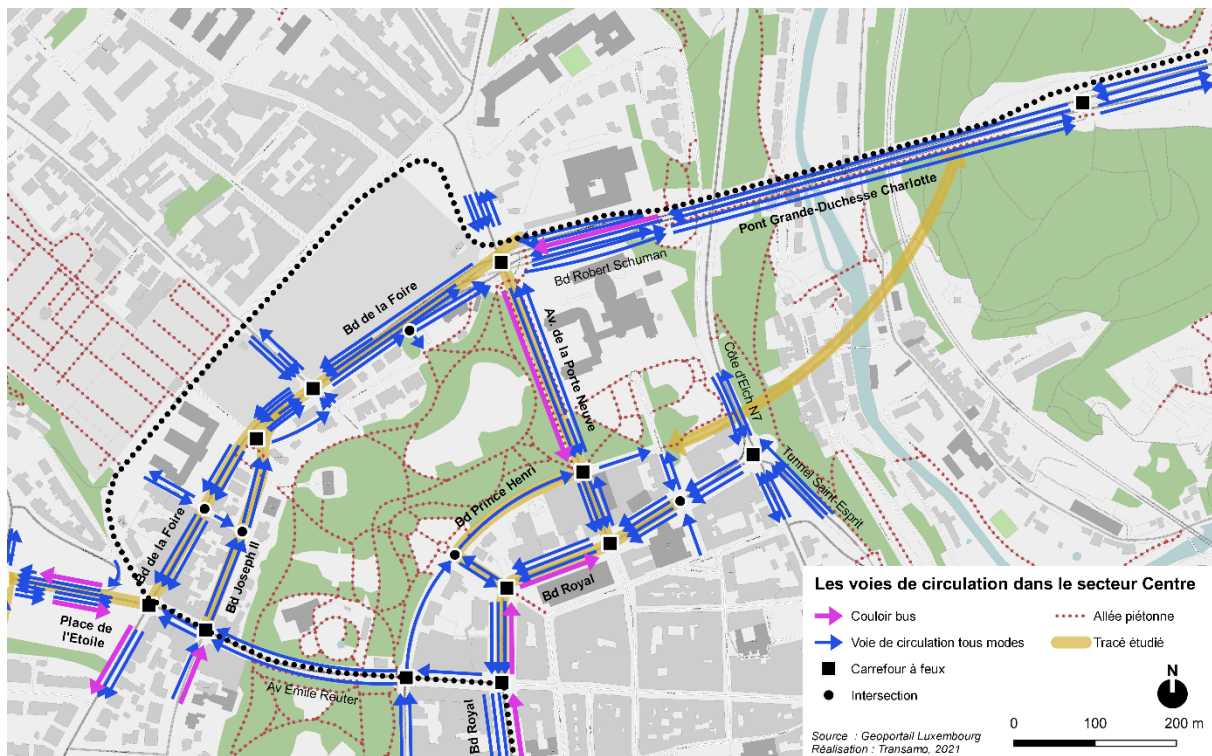 Pont Grande-Duchesse Charlotte
Bd Robert Schuman
Bd de la Foire
Av. de la Porte Neuve
Côte d'Eich N7
Tunnel Saint-Esprit
Bd Prince Henri
Bd de la Foire
Bd Joseph II
Bd Royal
Place de
l'Etoile
Av Emile Reuter
Bd Royal
Les voies de circulation dans le secteur Centre
Couloir bus
Allée piétonne
Voie de circulation tous modes
Tracé étudié
Carrefour à feux
Intersection
N
0 100 200 m
Source : Geoportail Luxembourg
Réalisation : Transamo, 2021